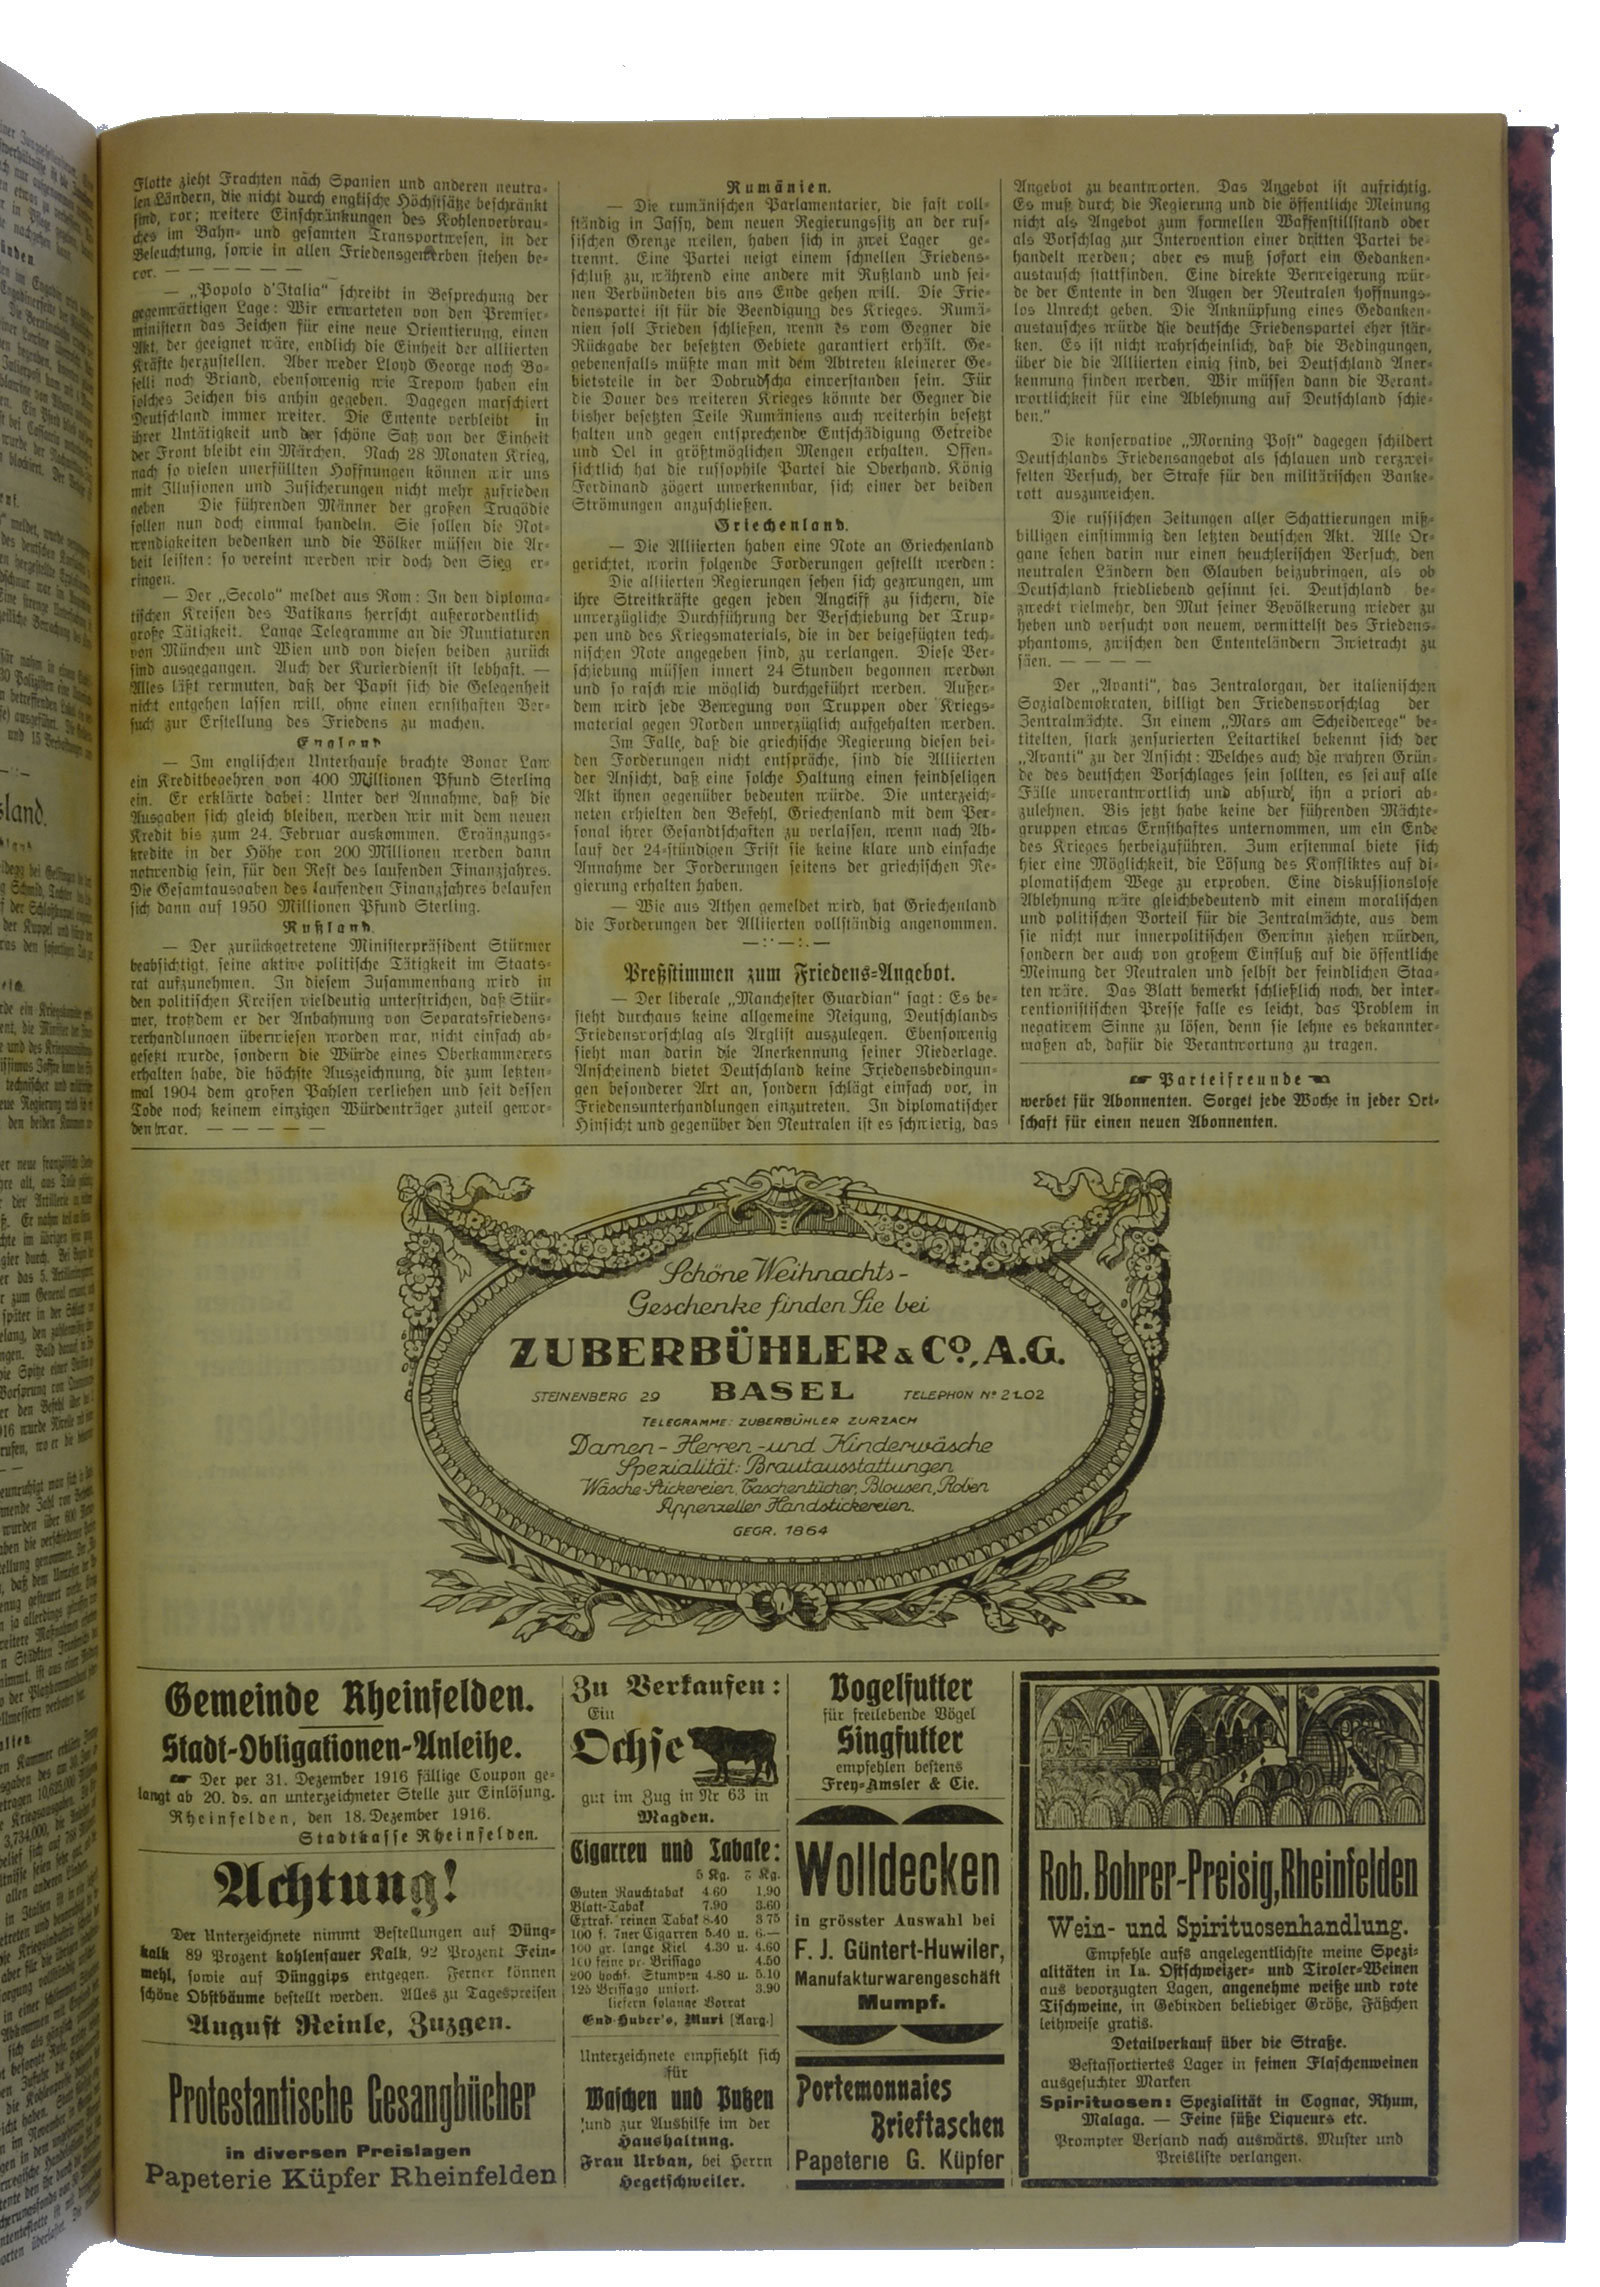 Flotte zieht Frachten nach Spanien und anderen neutra-
len Ländern, die nicht durch englische Höchstsätze beschränkt
sind, vor; weitere Einschränkungen des Kohlenverbrau-
ches im Bahn- und gesamten Transportwesen, in der
Beleuchtung, sowie in allen Friedensgewerben stehen be-
vor. — — — — — —
— „Popolo d'Italia" schreibt in Besprechung der
gegenwärtigen Lage: Wir erwarteten von den Premier-
ministern das Zeichen für eine neue Orientierung, einen
Akt, der geeignet wäre, endlich die Einheit der alliierten
Kräfte herzustellen. Aber weder Lloyd George noch Bo-
selli noch Briand, ebensowenig wie Trepow haben ein
solches Zeichen bis anhin gegeben. Dagegen marschiert
Deutschland immer weiter. Die Entente verbleibt in
ihrer Untätigkeit und der schöne Satz von der Einheit
der Front bleibt ein Märchen. Nach 28 Monaten Krieg,
nach so vielen unerfüllten Hoffnungen können wir uns
mit Illusionen und Zusicherungen nicht mehr zufrieden
geben Die führenden Männer der großen Tragödie
sollen nun doch einmal handeln. Sie sollen die Not-
wendigkeiten bedenken und die Völker müssen die Ar-
beit leisten: so vereint werden wir doch den Sieg er-
ringen.
— Der „Secolo" meldet aus Rom: In den diploma-
tischen Kreisen des Vatikans herrscht außerordentlich
große Tätigkeit. Lange Telegramme an die Nuntiaturen
von München und Wien und von diesen beiden zurück
sind ausgegangen. Auch der Kurierdienst ist lebhaft. —
Alles läßt vermuten, daß der Papst sich die Gelegenheit
nicht entgehen lassen will, ohne einen ernsthaften Ver-
such zur Erstellung des Friedens zu machen.
England
— Im englischen Unterhause brachte Bonar Law
ein Kreditbegehren von 400 Millionen Pfund Sterling
ein. Er erklärte dabei: Unter der Annahme, daß die
Ausgaben sich gleich bleiben, werden wir mit dem neuen
Kredit bis zum 24. Februar auskommen. Ergänzungs-
kredite in der Höhe von 200 Millionen werden dann
notwendig sein, für den Rest des laufenden Finanzjahres.
Die Gesamtausgaben des laufenden Finanzjahres belaufen
sich dann auf 1950 Millionen Pfund Sterling.
Rußland.
— Der zurückgetretene Ministerpräsident Stürmer
beabsichtigt, seine aktive politische Tätigkeit im Staats-
rat aufzunehmen. In diesem Zusammenhang wird in
den politischen Kreisen vieldeutig unterstrichen, daß Stür-
mer, trotzdem er der Anbahnung von Separatfriedens-
verhandlungen überwiesen worden war, nicht einfach ab-
gesetzt wurde, sondern die Würde eines Oberkammerers
erhalten habe, die höchste Auszeichnung, die zum letzten-
mal 1904 dem großen Pahlen verliehen und seit dessen
Tode noch keinem einzigen Würdenträger zuteil gewor-
den war. — — — — —
Rumänien.
— Die rumänischen Parlamentarier, die fast voll-
ständig in Jassy, dem neuen Regierungssitz an der rus-
sischen Grenze weilen, haben sich in zwei Lager ge-
trennt. Eine Partei neigt einem schnellen Friedens-
schluß zu, während eine andere mit Rußland und sei-
nen Verbündeten bis ans Ende gehen will. Die Frie-
denspartei ist für die Beendigung des Krieges. Rumä-
nien soll Frieden schließen, wenn es vom Gegner die
Rückgabe der besetzten Gebiete garantiert erhält. Ge-
gebenenfalls müßte man mit dem Abtreten kleinerer Ge-
bietsteile in der Dobrudscha einverstanden sein. Für
die Dauer des weiteren Krieges könnte der Gegner die
bisher besetzten Teile Rumäniens auch weiterhin besetzt
halten und gegen entsprechende Entschädigung Getreide
und Oel in größtmöglichen Mengen erhalten. Offen-
sichtlich hat die russophile Partei die Oberhand. König
Ferdinand zögert unverkennbar, sich einer der beiden
Strömungen anzuschließen.
Griechenland.
— Die Alliierten haben eine Note an Griechenland
gerichtet, worin folgende Forderungen gestellt werden:
Die alliierten Regierungen sehen sich gezwungen, um
ihre Streitkräfte gegen jeden Angriff zu sichern, die
unverzügliche Durchführung der Verschiebung der Trup-
pen und des Kriegsmaterials, die in der beigefügten tech-
nischen Note angegeben sind, zu verlangen. Diese Ver-
schiebung müssen innert 24 Stunden begonnen werden
und so rasch wie möglich durchgeführt werden. Außer-
dem wird jede Bewegung von Truppen oder Kriegs-
material gegen Norden unverzüglich aufgehalten werden.
Im Falle, daß die griechische Regierung diesen bei-
den Forderungen nicht entspräche, sind die Alliierten
der Ansicht, daß eine solche Haltung einen feindseligen
Akt ihnen gegenüber bedeuten würde. Die unterzeich-
neten erhielten den Befehl, Griechenland mit dem Per-
sonal ihrer Gesandtschaften zu verlassen, wenn nach Ab-
lauf der 24-stündigen Frist sie keine klare und einfache
Annahme der Forderungen seitens der griechischen Re-
gierung erhalten haben.
— Wie aus Athen gemeldet wird, hat Griechenland
die Forderungen der Alliierten vollständig angenommen.
—:·—:.—
Preßstimmen zum Friedens-Angebot.
— Der liberale „Manchester Guardian" sagt: Es be-
steht durchaus keine allgemeine Neigung, Deutschlands
Friedensvorschlag als Arglist auszulegen. Ebensowenig
sieht man darin die Anerkennung seiner Niederlage.
Anscheinend bietet Deutschland keine Friedensbedingun-
gen besonderer Art an, sondern schlägt einfach vor, in
Friedensunterhandlungen einzutreten. In diplomatischer
Hinsicht und gegenüber den Neutralen ist es schwierig, das
Angebot zu beantworten. Das Angebot ist aufrichtig.
Es muß durch die Regierung und die öffentliche Meinung
nicht als Angebot zum formellen Waffenstillstand oder
als Vorschlag zur Intervention einer dritten Partei be-
handelt werden; aber es muß sofort ein Gedanken-
austausch stattfinden. Eine direkte Verweigerung wür-
de der Entente in den Augen der Neutralen hoffnungs-
los Unrecht geben. Die Anknüpfung eines Gedanken-
austausches würde die deutsche Friedenspartei eher stär-
ken. Es ist nicht wahrscheinlich, daß die Bedingungen,
über die die Alliierten einig sind, bei Deutschland Aner-
kennung finden werden. Wir müssen dann die Verant-
wortlichkeit für eine Ablehnung auf Deutschland schie-
ben."
Die konservative „Morning Post" dagegen schildert
Deutschlands Friedensangebot als schlauen und verzwei-
felten Versuch, der Strafe für den militärischen Banke-
rott auszuweichen.
Die russischen Zeitungen aller Schattierungen miß-
billigen einstimmig den letzten deutschen Akt. Alle Or-
gane sehen darin nur einen heuchlerischen Versuch, den
neutralen Ländern den Glauben beizubringen, als ob
Deutschland friedliebend gesinnt sei. Deutschland be-
zweckt vielmehr, den Mut seiner Bevölkerung wieder zu
heben und versucht von neuem, vermittelst des Friedens-
phantoms, zwischen den Ententeländern Zwietracht zu
säen. — — — —
Der „Avanti", das Zentralorgan, der italienischen
Sozialdemokraten, billigt den Friedensvorschlag der
Zentralmächte. In einem „Mars am Scheidewege" be-
titelten, stark zensurierten Leitartikel bekennt sich der
„Avanti" zu der Ansicht: Welches auch die wahren Grün-
de des deutschen Vorschlages sein sollten, es sei auf alle
Fälle unverantwortlich und absurd, ihn a priori ab-
zulehnen. Bis jetzt habe keine der führenden Mächte-
gruppen etwas Ernsthaftes unternommen, um ein Ende
des Krieges herbeizuführen. Zum erstenmal biete sich
hier eine Möglichkeit, die Lösung des Konfliktes auf di-
plomatischem Wege zu erproben. Eine diskussionslose
Ablehnung wäre gleichbedeutend mit einem moralischen
und politischen Vorteil für die Zentralmächte, aus dem
sie nicht nur innerpolitischen Gewinn ziehen würden,
sondern der auch von großem Einfluß auf die öffentliche
Meinung der Neutralen und selbst der feindlichen Staa-
ten wäre. Das Blatt bemerkt schließlich noch, der inter-
ventionistischen Presse falle es leicht, das Problem in
negativem Sinne zu lösen, denn sie lehne es bekannter-
maßen ab, dafür die Verantwortung zu tragen.
☛ Parteifreunde ☚
werbet für Abonnenten. Sorget jede Woche in jeder Ort-
schaft für einen neuen Abonnenten.
Schöne Weihnachts-
Geschenke finden Sie bei
ZUBERBÜHLER & Co., A.G.
STEINENBERG 29 BASEL TELEPHON No 2102
TELEGRAMME: ZUBERBÜHLER ZURZACH
Damen- Herren- und Kinderwäsche
Spezialität: Brautausstattungen
Wäsche-Stickereien, Taschentücher, Blousen, Roben
Appenzeller Handstickereien.
GEGR. 1864
Gemeinde Rheinfelden.
Stadt-Obligationen-Anleihe.
☛ Der per 31. Dezember 1916 fällige Coupon ge-
langt ab 20. ds. an unterzeichneter Stelle zur Einlösung.
Rheinfelden, den 18. Dezember 1916.
Stadtkasse Rheinfelden.
Achtung!
Der Unterzeichnete nimmt Bestellungen auf Düng-
kalk 89 Prozent kohlensauer Kalk, 92 Prozent Fein-
mehl, sowie auf Dünggips entgegen. Ferner können
schöne Obstbäume bestellt werden. Alles zu Tagespreisen
August Reinle, Zuzgen.
Protestantische Gesangbücher
in diversen Preislagen
Papeterie Küpfer Rheinfelden
Zu Verkaufen:
Ein
Ochse
gut im Zug in Nr 63 in
Magden.
Cigarren und Tabake:
5 Kg. Kg.
Guten Rauchtabak 4.60 1.90
Blatt-Tabak 7.90 3.60
Extraf. reinen Tabak 8.40 3 75
100 f. 7ner Cigarren 5.40 u. 6.—
100 gr. lange Kiel 4.30 u. 4.60
100 feine pr. Brissago 4.50
200 hochf. Stumpen 4.80 u. 5.10
125 Brissago unsort. 3.90
liefern solange Vorrat
End-Huber's, Muri [Aarg.]
Unterzeichnete empfiehlt sich
für
Waschen und Putzen
und zur Aushilfe im der
Haushaltung.
Frau Urban, bei Herrn
Hegetschweiler.
Vogelfutter
für freilebende Vögel
Singfutter
empfehlen bestens
Frey-Amsler & Cie.
Wolldecken
in grösster Auswahl bei
F. J. Güntert-Huwiler,
Manufakturwarengeschäft
Mumpf.
Portemonnaies
Brieftaschen
Papeterie G. Küpfer
Rob. Bohrer-Preisig, Rheinfelden
Wein- und Spirituosenhandlung.
Empfehle aufs angelegentlichste meine Spezi-
alitäten in Ia. Ostschweizer- und Tiroler-Weinen
aus bevorzugten Lagen, angenehme weiße und rote
Tischweine, in Gebinden beliebiger Größe, Fäßchen
leihweise gratis.
Detailverkauf über die Straße.
Bestassortiertes Lager in feinen Flaschenweinen
ausgesuchter Marken
Spirituosen: Spezialität in Cognac, Rhum,
Malaga. — Feine süße Liqueurs etc.
Prompter Versand nach auswärts. Muster und
Preisliste verlangen.